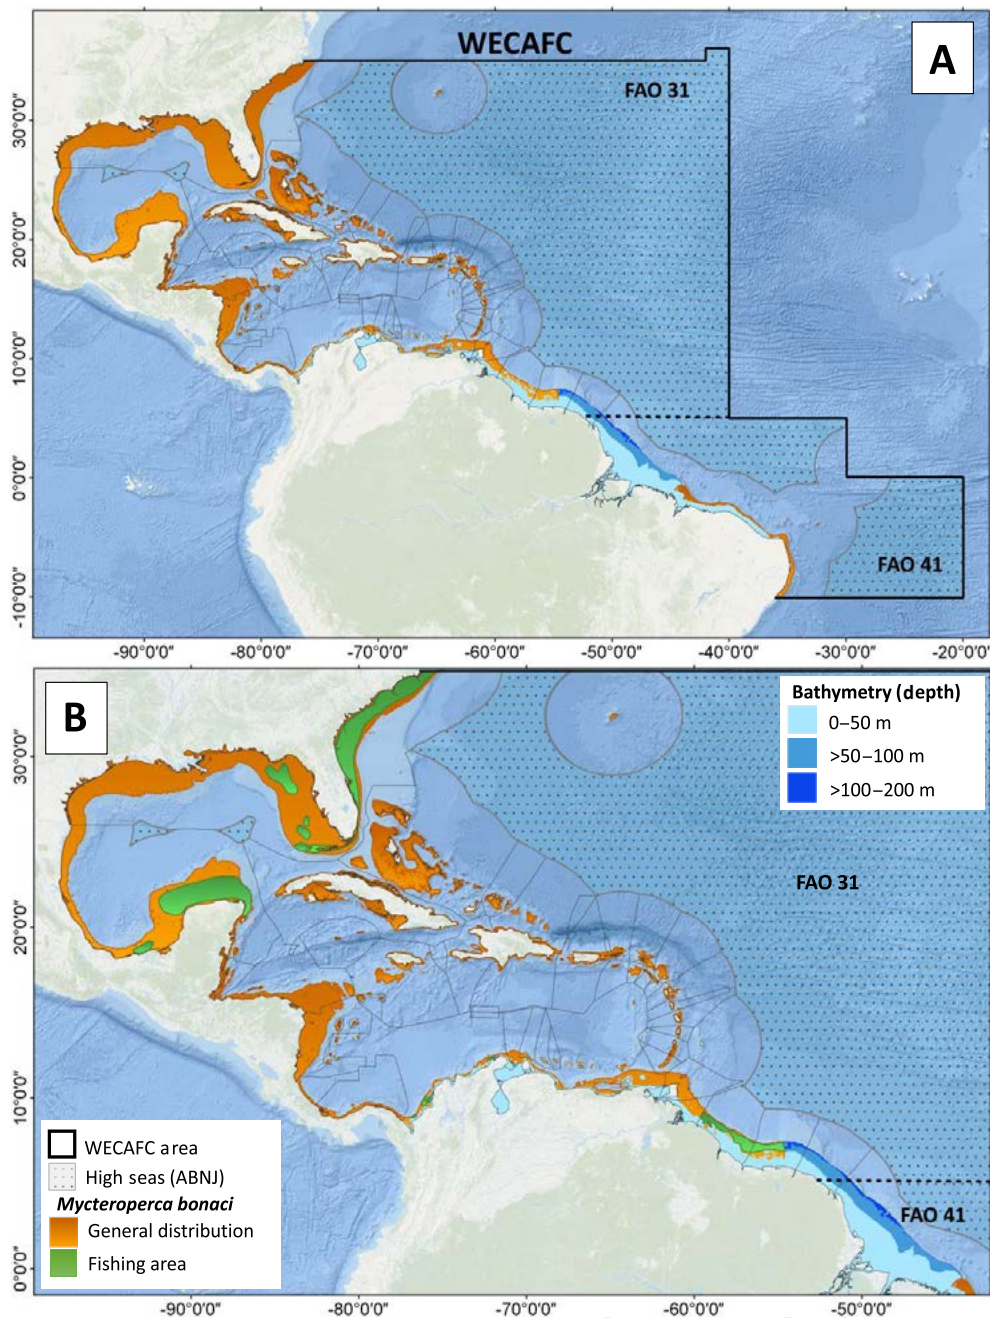 WECAFC
A
FAO 31
FAO 41
30°0'0"
20°0'0"
10°0'0"
0°0'0"
-10°0'0"
-90°0'0" -80°0'0" -70°0'0" -60°0'0" -50°0'0" -40°0'0" -30°0'0" -20°0'0"
B
Bathymetry (depth)
0–50 m
>50–100 m
>100–200 m
FAO 31
FAO 41
30°0'0"
20°0'0"
10°0'0"
0°0'0"
WECAFC area
High seas (ABNJ)
Mycteroperca bonaci
General distribution
Fishing area
-90°0'0" -80°0'0" -70°0'0" -60°0'0" -50°0'0"